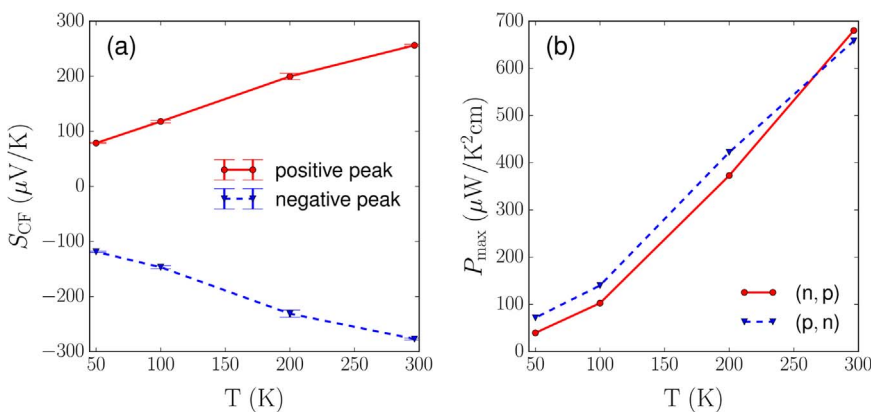 (a)
300
200
100
0
−100
−200
−300
S_CF (μV/K)
positive peak
negative peak
50 100 150 200 250 300
T (K)
(b)
700
600
500
400
300
200
100
0
P_max (μW/K²cm)
(n, p)
(p, n)
50 100 150 200 250 300
T (K)